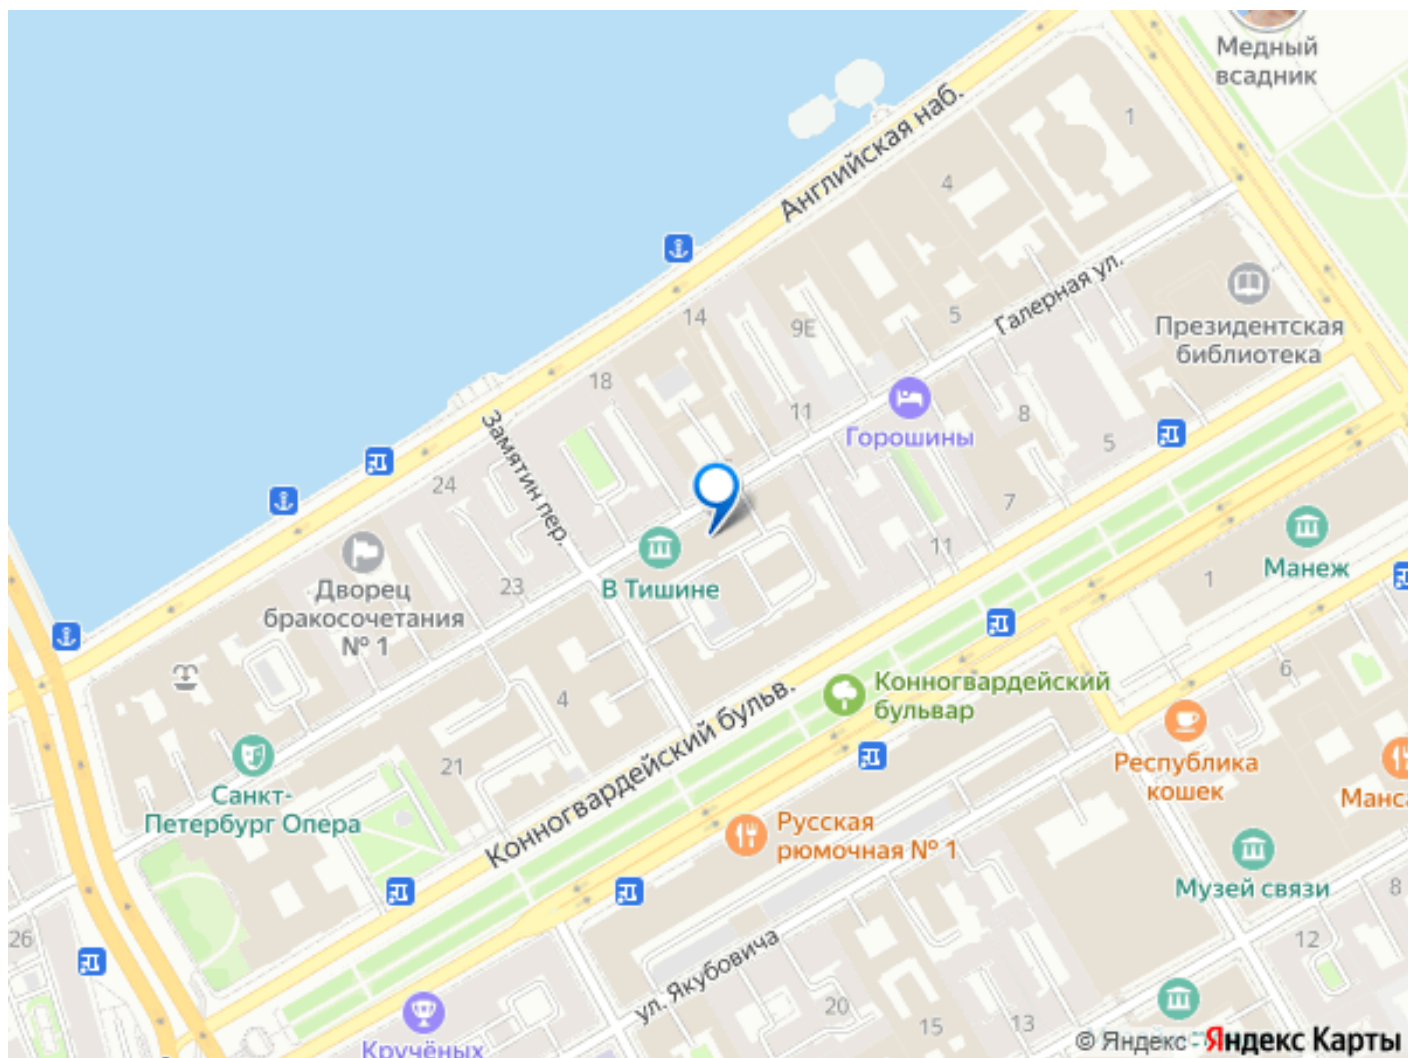 Медный
всадник
1
Английская наб.
4
Галерная ул.
5
Президентская
библиотека
14
9Е
18
11
Горошины
8
5
Замятин пер.
24
7
11
В Тишине
23
Дворец
бракосочетания
№ 1
Манеж
1
6
4
Конногвардейский
бульвар
Конногвардейский бульв.
21
Санкт-
Петербург Опера
Республика
кошек
Манса
Русская
рюмочная № 1
Музей связи
8
26
12
ул. Якубовича
20
15
13
Кручёных
© Яндекс - Яндекс Карты